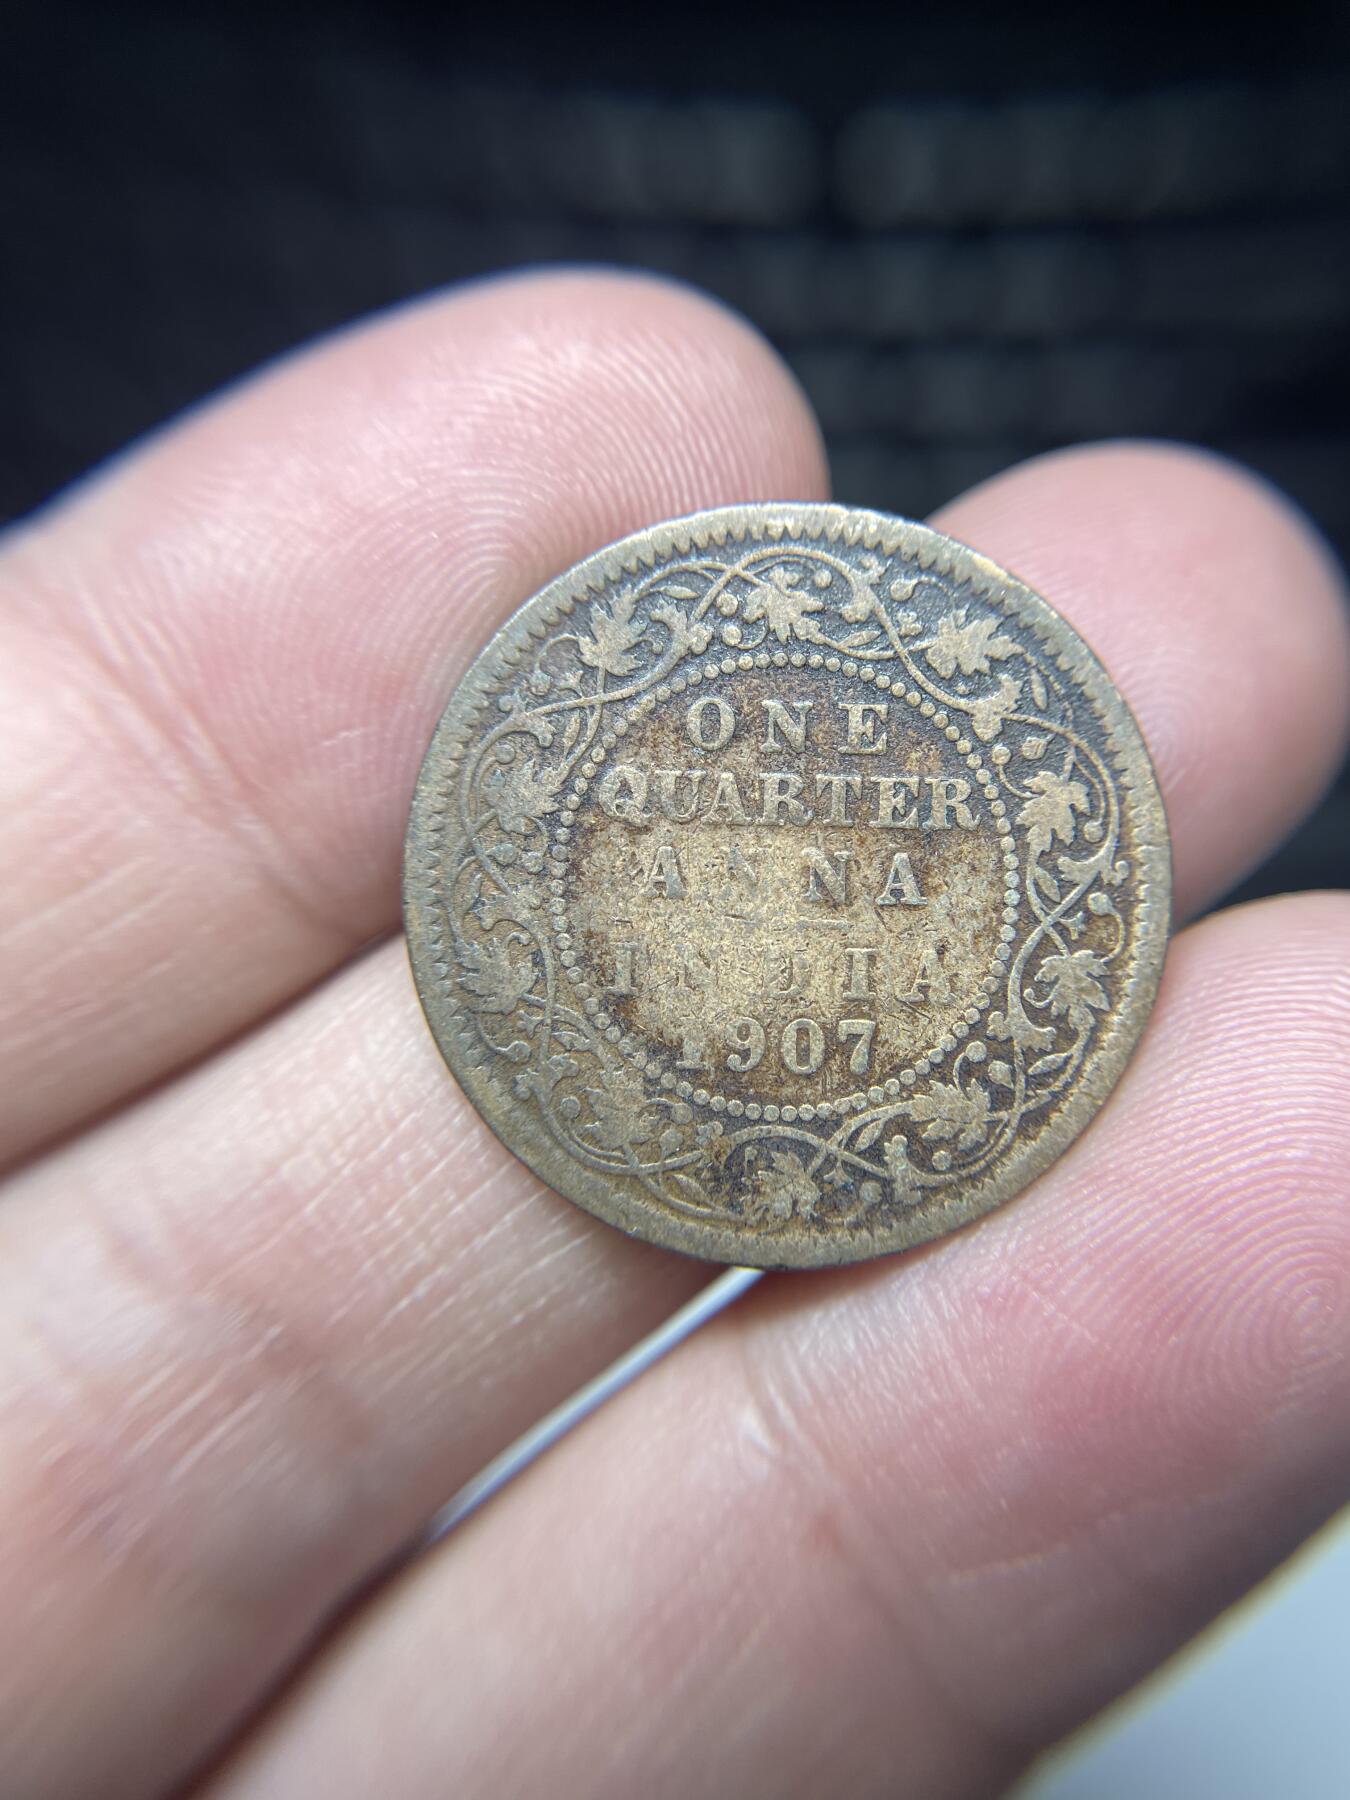 ONE
QUARTER
ANNA
INDIA
1907